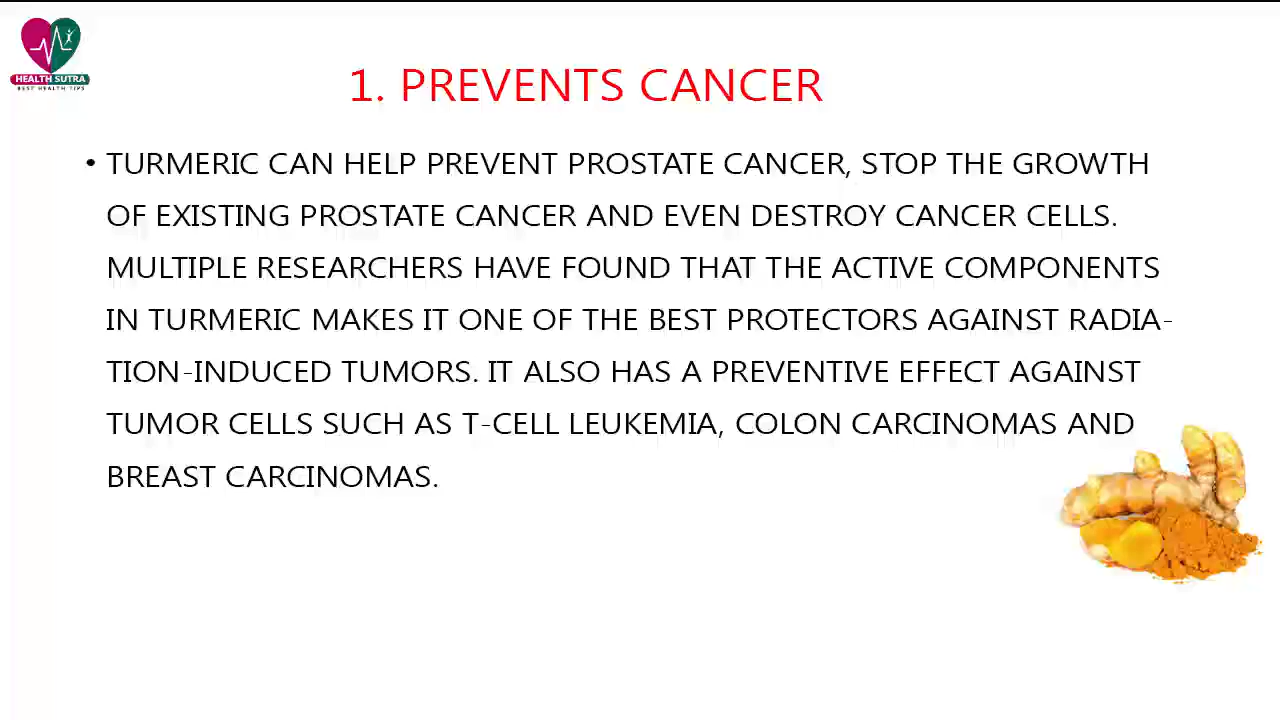 HEALTH SUTRA
BEST HEALTH TIPS
1. PREVENTS CANCER
• TURMERIC CAN HELP PREVENT PROSTATE CANCER, STOP THE GROWTH
OF EXISTING PROSTATE CANCER AND EVEN DESTROY CANCER CELLS.
MULTIPLE RESEARCHERS HAVE FOUND THAT THE ACTIVE COMPONENTS
IN TURMERIC MAKES IT ONE OF THE BEST PROTECTORS AGAINST RADIA-
TION-INDUCED TUMORS. IT ALSO HAS A PREVENTIVE EFFECT AGAINST
TUMOR CELLS SUCH AS T-CELL LEUKEMIA, COLON CARCINOMAS AND
BREAST CARCINOMAS.